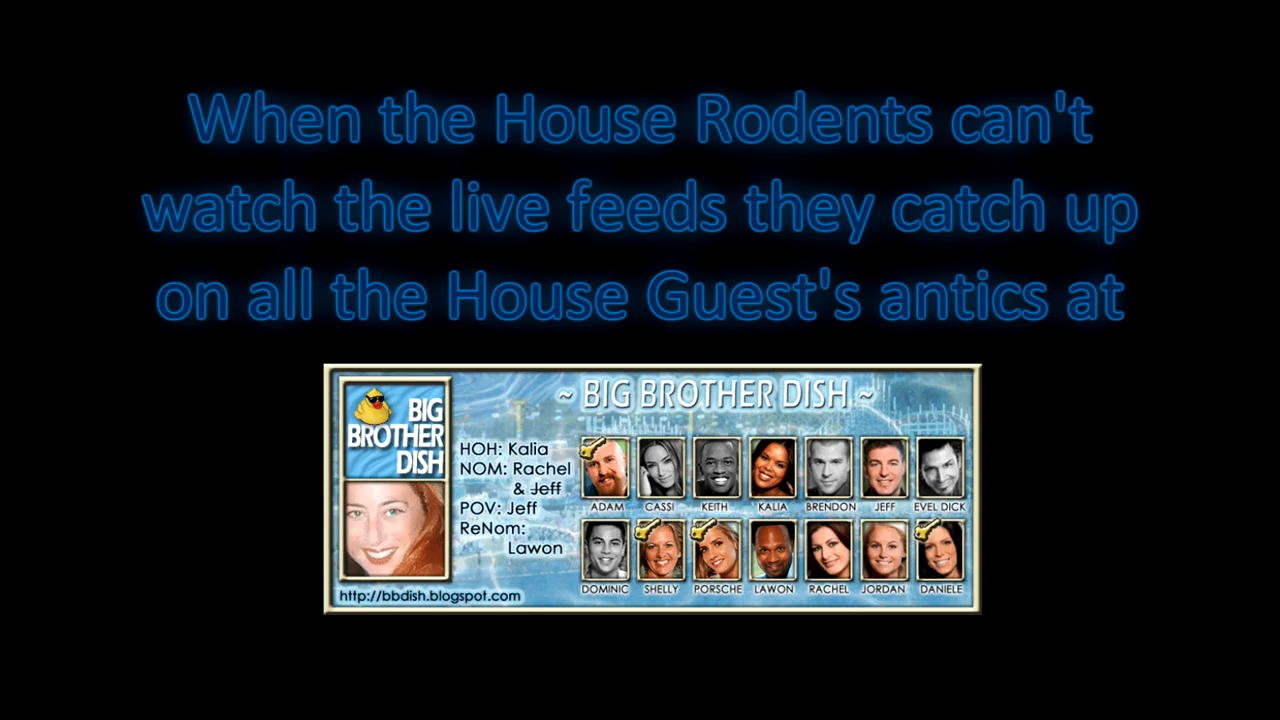 When the House Rodents can't
watch the live feeds they catch up
on all the House Guest's antics at
~ BIG BROTHER DISH ~
BIG
BROTHER
DISH
HOH: Kalia
NOM: Rachel
& Jeff
POV: Jeff
ReNom:
Lawon
ADAM CASSI KEITH KALIA BRENDON JEFF EVEL DICK
DOMINIC SHELLY PORSCHE LAWON RACHEL JORDAN DANIELE
http://bbdish.blogspot.com